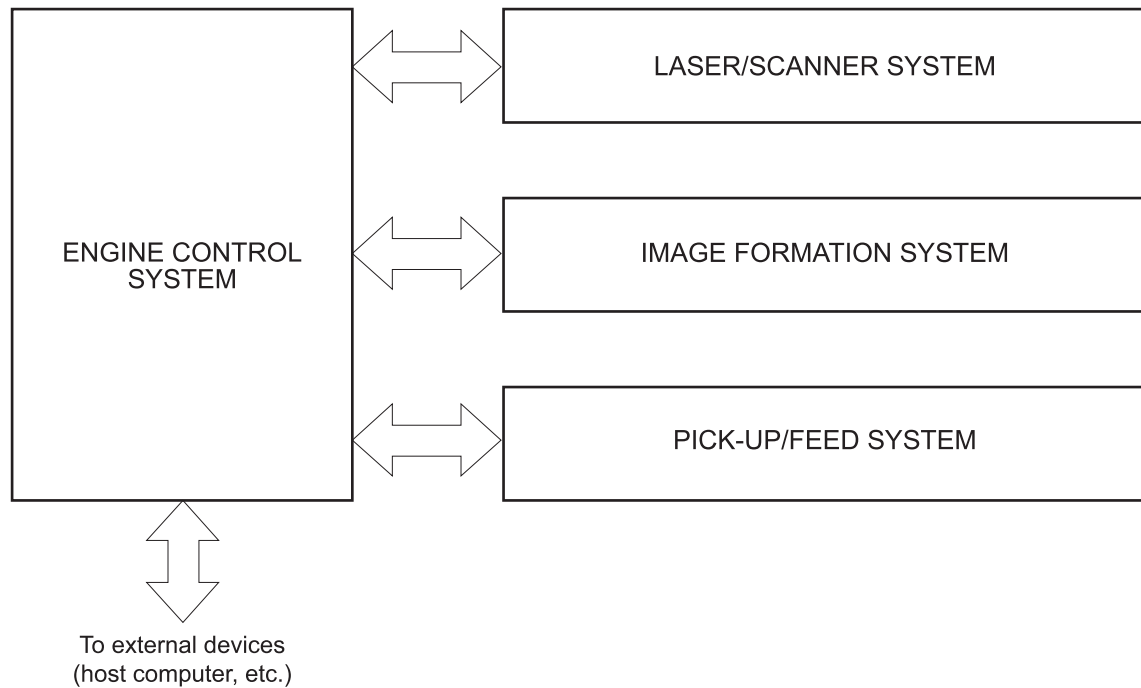 LASER/SCANNER SYSTEM
ENGINE CONTROL
SYSTEM
IMAGE FORMATION SYSTEM
PICK-UP/FEED SYSTEM
To external devices
(host computer, etc.)